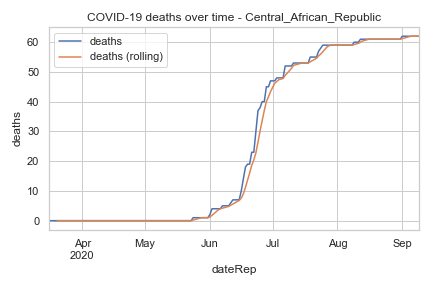 COVID-19 deaths over time - Central_African_Republic
deaths
deaths (rolling)
60
50
40
30
20
10
0
deaths
Apr
2020
May
Jun
Jul
Aug
Sep
dateRep